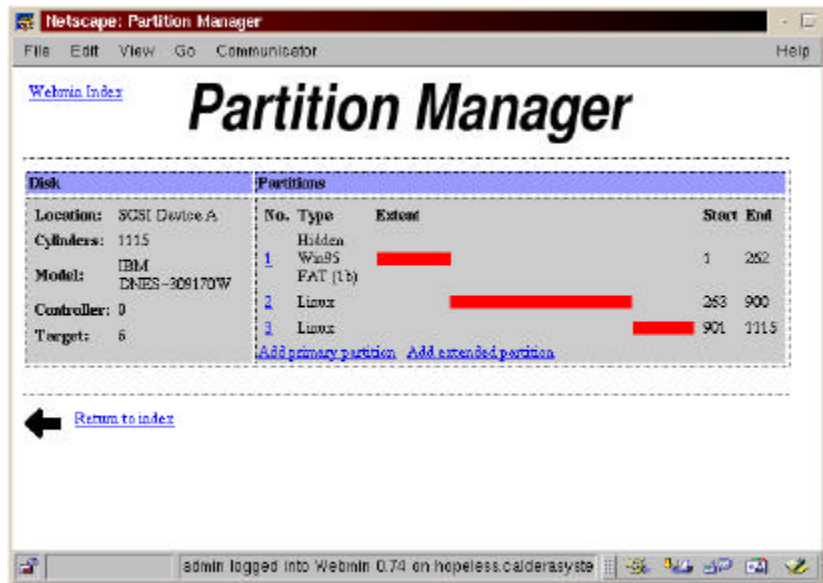 Netscape: Partition Manager
File Edit View Go Communicator Help
Webmin Index
Partition Manager
Disk
Location: SCSI Device A
Cylinders: 1115
Model: IBM DNES-309170W
Controller: 0
Target: 6
Partitions
No. Type Extent Start End
1 Hidden Win95 FAT (1b) 1 262
2 Linux 263 900
3 Linux 901 1115
Add primary partition Add extended partition
Return to index
admin logged into Webmin 0.74 on hopeless.calderasyste